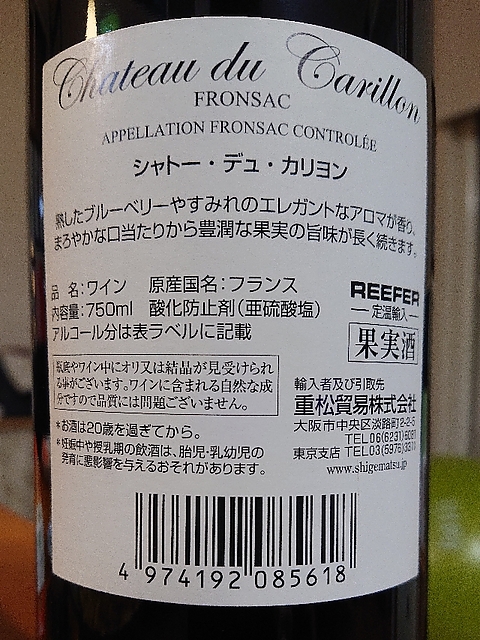 Chateau du Carillon
FRONSAC
APPELLATION FRONSAC CONTROLÉE
シャトー・デュ・カリヨン
熟したブルーベリーやすみれのエレガントなアロマが香り、
まろやかな口当たりから豊潤な果実の旨味が長く続きます。
品 名:ワイン 原産国名:フランス
内容量:750ml 酸化防止剤(亜硫酸塩)
アルコール分は表ラベルに記載
REEFER
定温輸入
果実酒
瓶底やワイン中にオリ又は結晶が見受けられ
る事がございます。ワインに含まれる自然な成
分ですので品質には問題ございません。
*お酒は20歳を過ぎてから。
*妊娠中や授乳期の飲酒は、胎児・乳幼児の
発育に悪影響を与えるおそれがあります。
輸入者及び引取先
重松貿易株式会社
大阪市中央区淡路町2-2-5
TEL06(6231)6081
東京支店 TEL03(5976)
www.shigematsu.jp
4 974192 085618